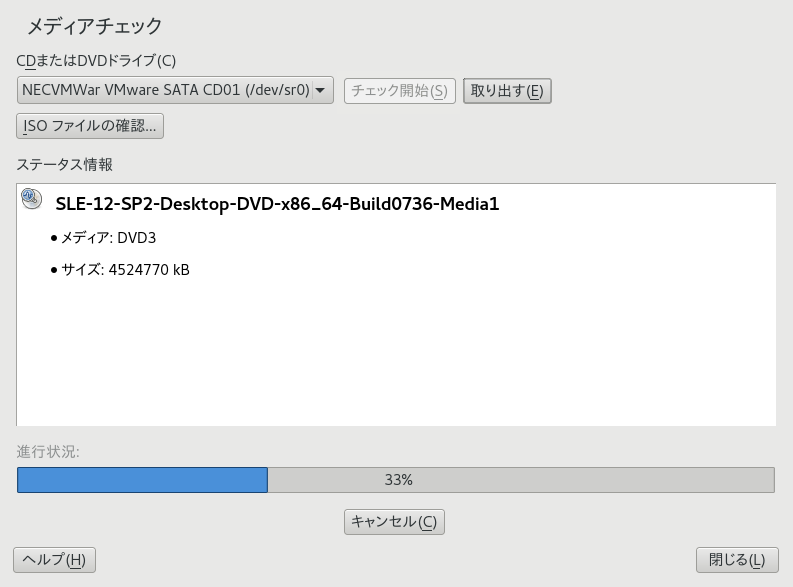 メディアチェック
CDまたはDVDドライブ(C)
NECVMWar VMware SATA CD01 (/dev/sr0) チェック開始(S) 取り出す(E)
ISO ファイルの確認...
ステータス情報
SLE-12-SP2-Desktop-DVD-x86_64-Build0736-Media1
● メディア: DVD3
● サイズ: 4524770 kB
進行状況:
33%
キャンセル(C)
ヘルプ(H) 閉じる(L)